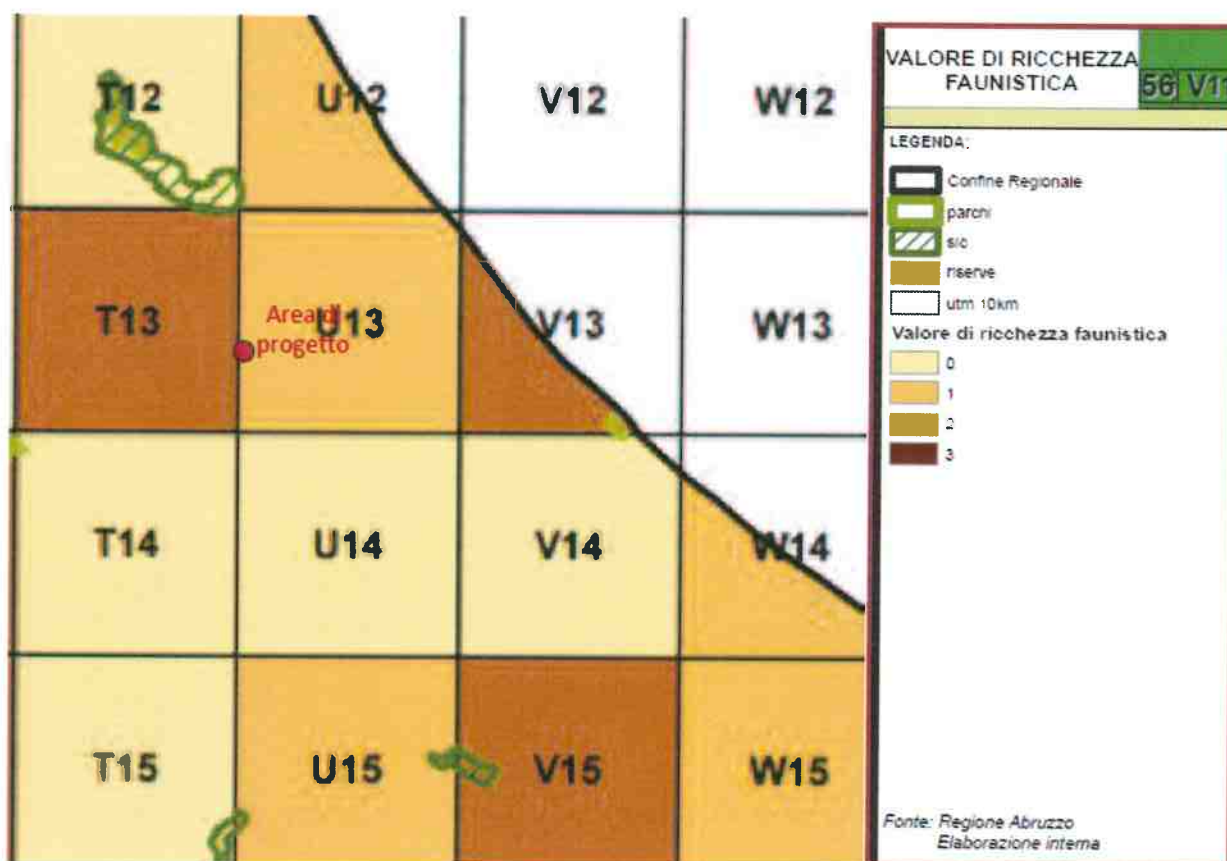 T12 U12 V12 W12
T13 U13 V13 W13
Area di
progetto
T14 U14 V14 W14
T15 U15 V15 W15
VALORE DI RICCHEZZA
FAUNISTICA
56 V1
LEGENDA:
Confine Regionale
parchi
sic
riserve
utm 10km
Valore di ricchezza faunistica
0
1
2
3
Fonte: Regione Abruzzo
Elaborazione interna